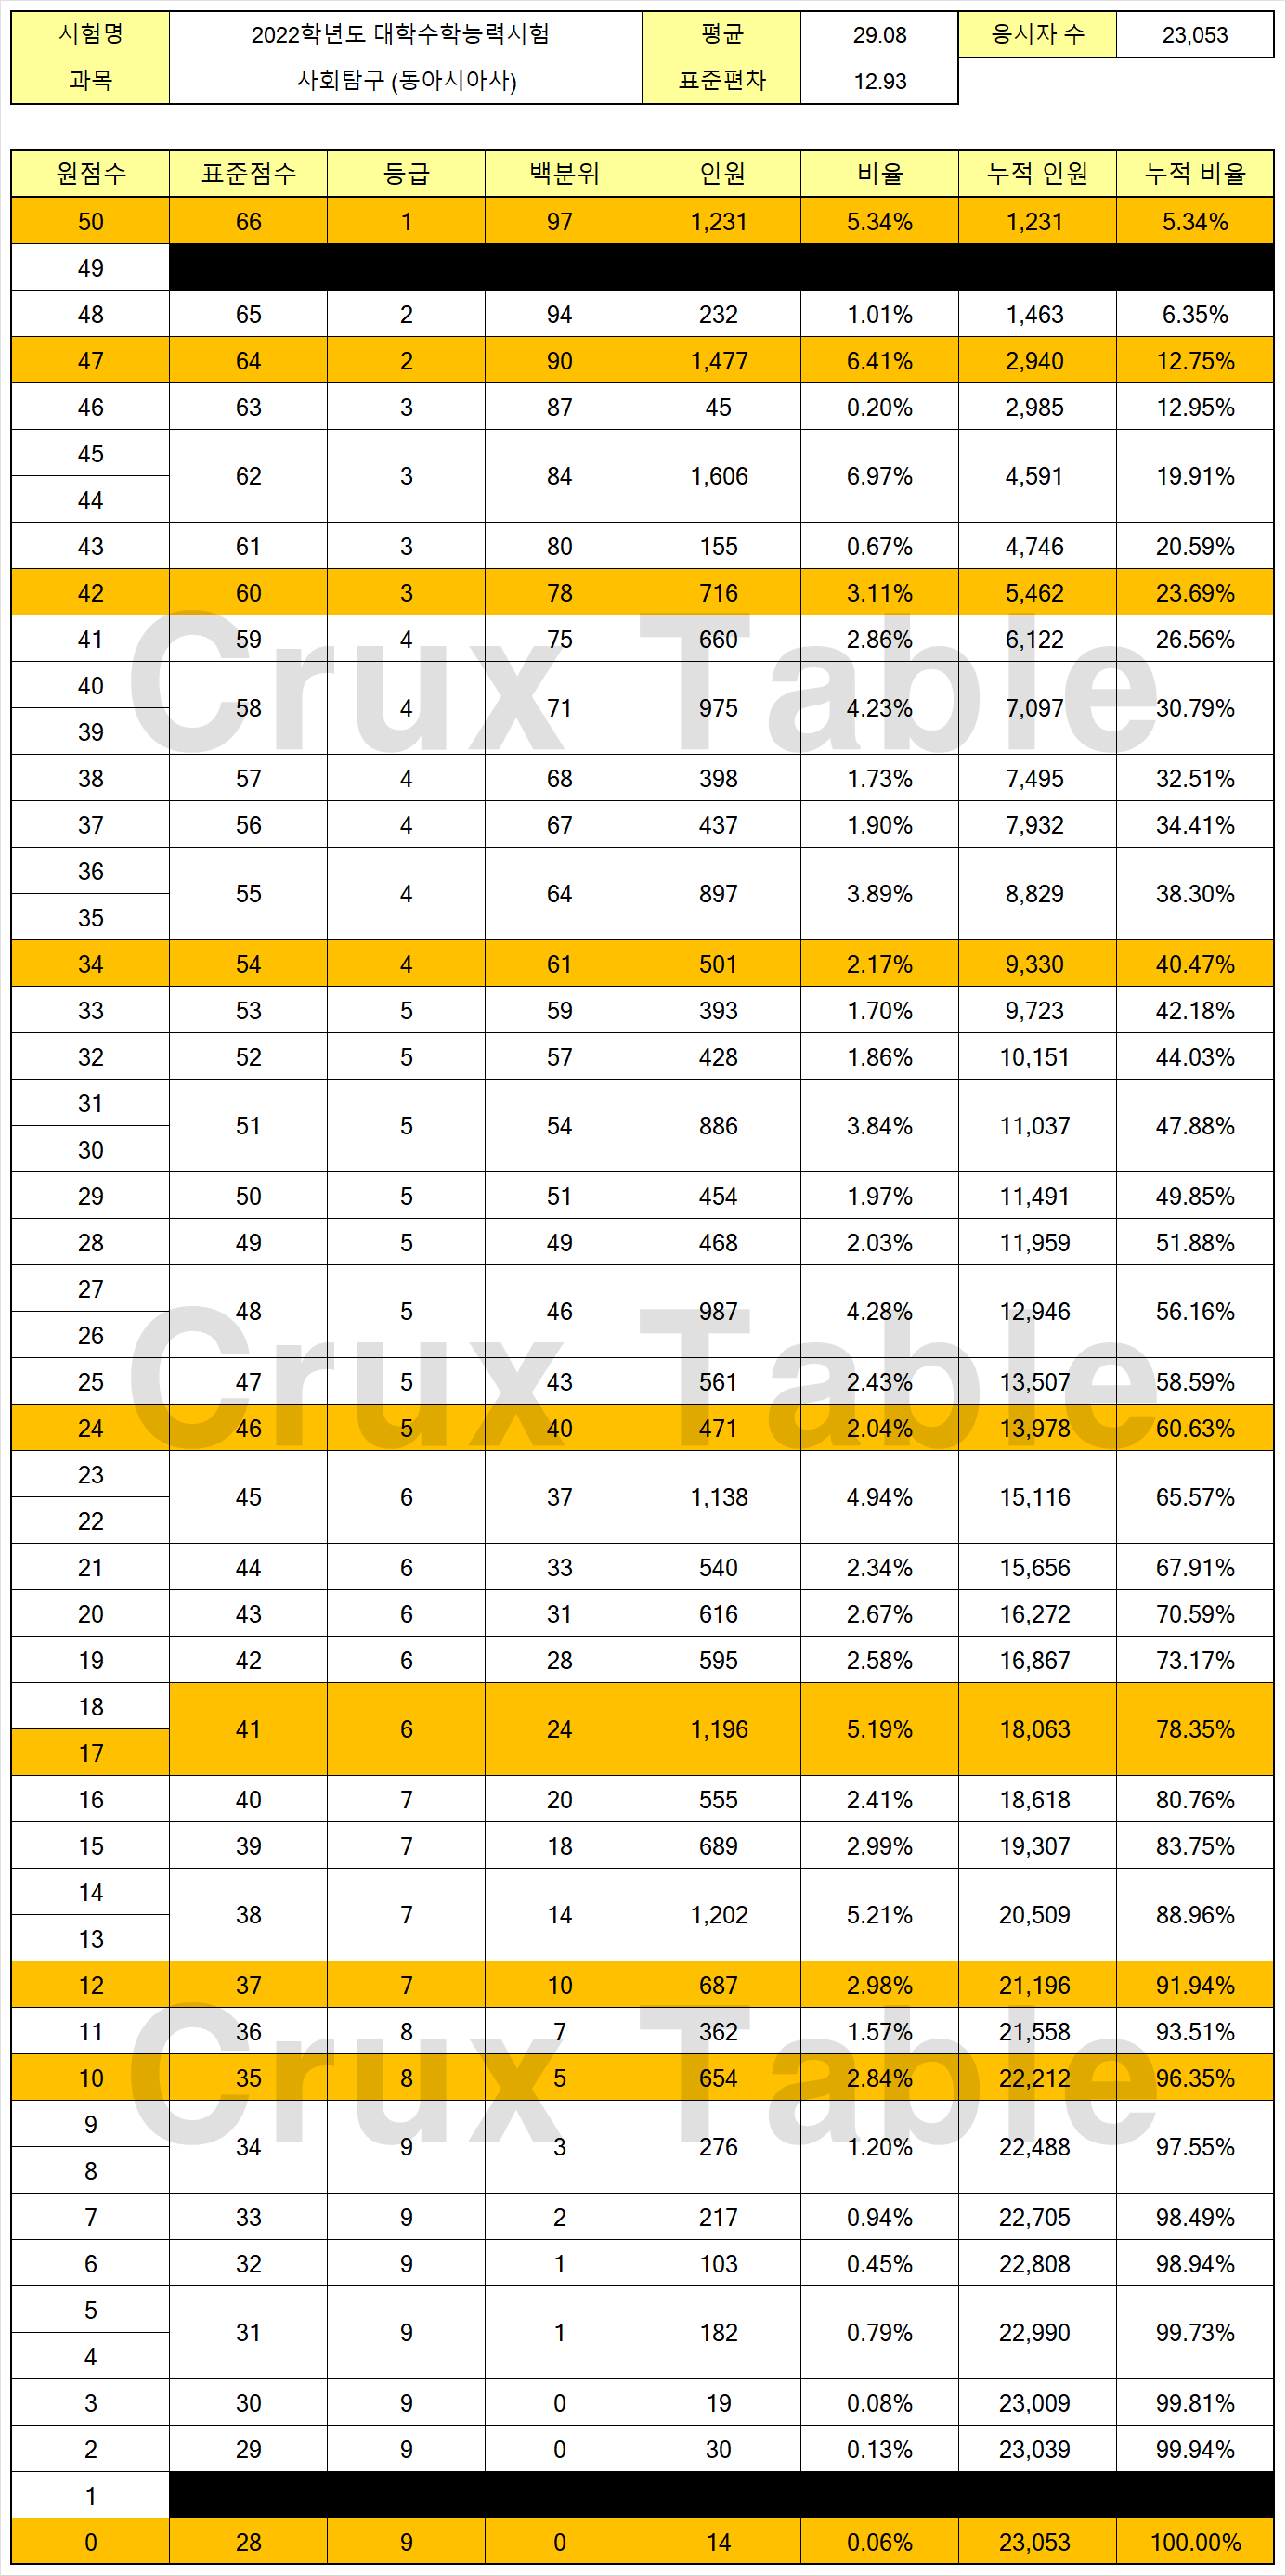 시험명 2022학년도 대학수학능력시험 평균 29.08 응시자 수 23,053
과목 사회탐구 (동아시아사) 표준편차 12.93
원점수 표준점수 등급 백분위 인원 비율 누적 인원 누적 비율
50 66 1 97 1,231 5.34% 1,231 5.34%
49
48 65 2 94 232 1.01% 1,463 6.35%
47 64 2 90 1,477 6.41% 2,940 12.75%
46 63 3 87 45 0.20% 2,985 12.95%
45
62 3 84 1,606 6.97% 4,591 19.91%
44
43 61 3 80 155 0.67% 4,746 20.59%
42 60 3 78 716 3.11% 5,462 23.69%
41 59 4 75 660 2.86% 6,122 26.56%
Crux Table
40
58 4 71 975 4.23% 7,097 30.79%
39
38 57 4 68 398 1.73% 7,495 32.51%
37 56 4 67 437 1.90% 7,932 34.41%
36
55 4 64 897 3.89% 8,829 38.30%
35
34 54 4 61 501 2.17% 9,330 40.47%
33 53 5 59 393 1.70% 9,723 42.18%
32 52 5 57 428 1.86% 10,151 44.03%
31
51 5 54 886 3.84% 11,037 47.88%
30
29 50 5 51 454 1.97% 11,491 49.85%
28 49 5 49 468 2.03% 11,959 51.88%
27
48 5 46 987 4.28% 12,946 56.16%
26
Crux Table
25 47 5 43 561 2.43% 13,507 58.59%
24 46 5 40 471 2.04% 13,978 60.63%
23
45 6 37 1,138 4.94% 15,116 65.57%
22
21 44 6 33 540 2.34% 15,656 67.91%
20 43 6 31 616 2.67% 16,272 70.59%
19 42 6 28 595 2.58% 16,867 73.17%
18
41 6 24 1,196 5.19% 18,063 78.35%
17
16 40 7 20 555 2.41% 18,618 80.76%
15 39 7 18 689 2.99% 19,307 83.75%
14
38 7 14 1,202 5.21% 20,509 88.96%
13
12 37 7 10 687 2.98% 21,196 91.94%
11 36 8 7 362 1.57% 21,558 93.51%
Crux Table
10 35 8 5 654 2.84% 22,212 96.35%
9
34 9 3 276 1.20% 22,488 97.55%
8
7 33 9 2 217 0.94% 22,705 98.49%
6 32 9 1 103 0.45% 22,808 98.94%
5
31 9 1 182 0.79% 22,990 99.73%
4
3 30 9 0 19 0.08% 23,009 99.81%
2 29 9 0 30 0.13% 23,039 99.94%
1
0 28 9 0 14 0.06% 23,053 100.00%